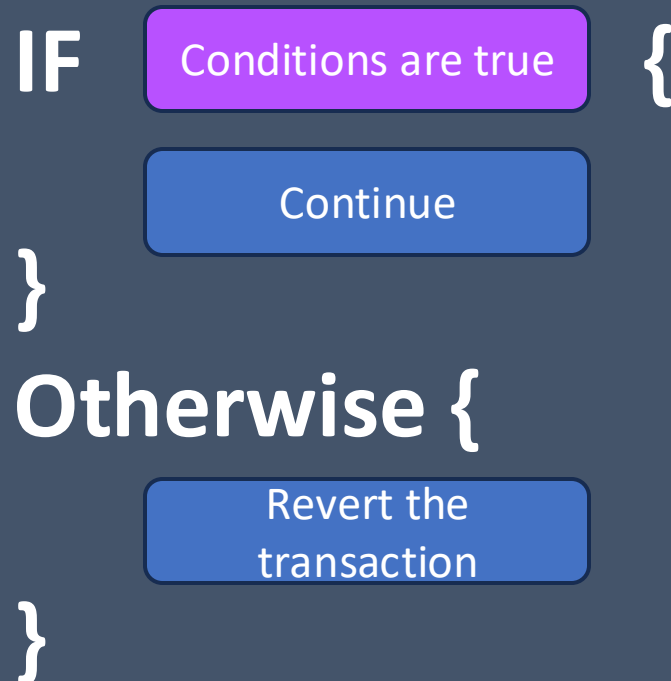 IF Conditions are true {
Continue
}
Otherwise {
Revert the
transaction
}